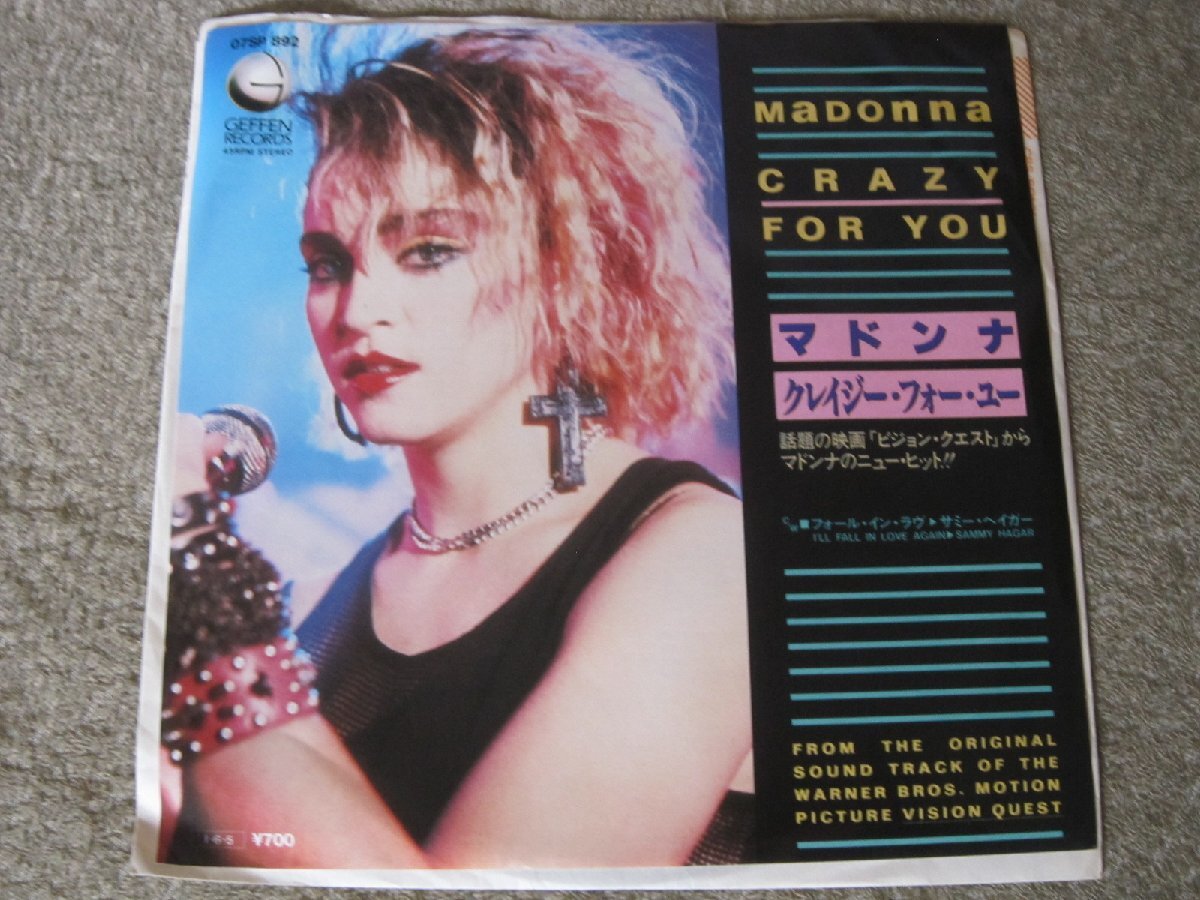 07SP 892
GEFFEN
RECORDS
45RPM STEREO
MaDonna
CRAZY
FOR YOU
マドンナ
クレイジー・フォー・ユー
話題の映画「ビジョン・クエスト」から
マドンナのニュー・ヒット!!
C/W ■ フォール・イン・ラヴ▶サミー・ヘイガー
I'LL FALL IN LOVE AGAIN▶SAMMY HAGAR
FROM THE ORIGINAL
SOUND TRACK OF THE
WARNER BROS. MOTION
PICTURE VISION QUEST
¥700